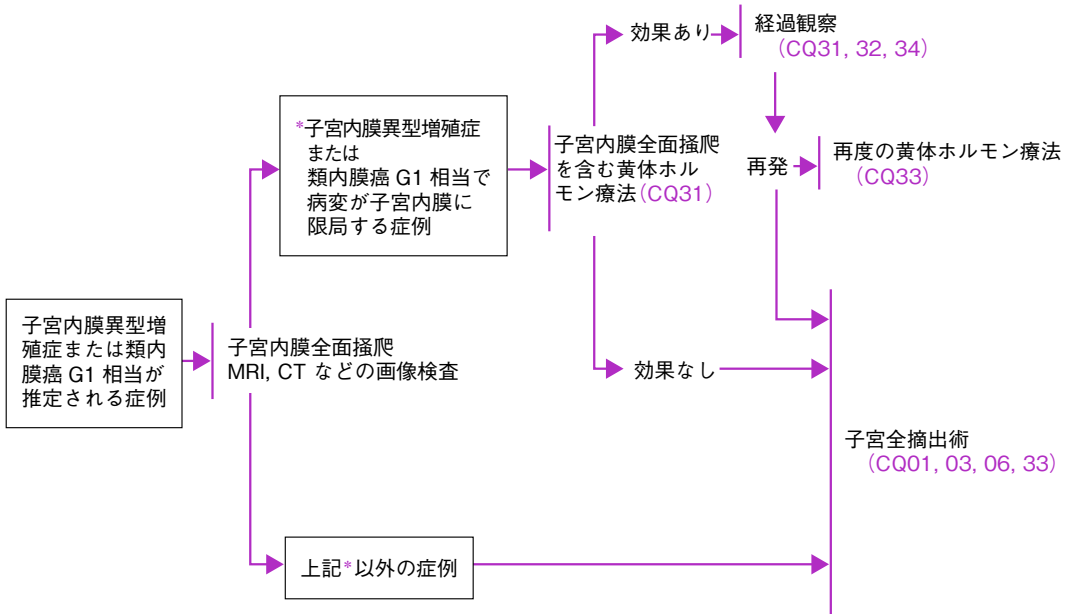 子宮内膜異型増
殖症または類内
膜癌 G1 相当が
推定される症例
子宮内膜全面掻爬
MRI, CT などの画像検査
*子宮内膜異型増殖症
または
類内膜癌 G1 相当で
病変が子宮内膜に
限局する症例
子宮内膜全面掻爬
を含む黄体ホル
モン療法(CQ31)
効果あり
経過観察
(CQ31, 32, 34)
再発
再度の黄体ホルモン療法
(CQ33)
効果なし
子宮全摘出術
(CQ01, 03, 06, 33)
上記*以外の症例